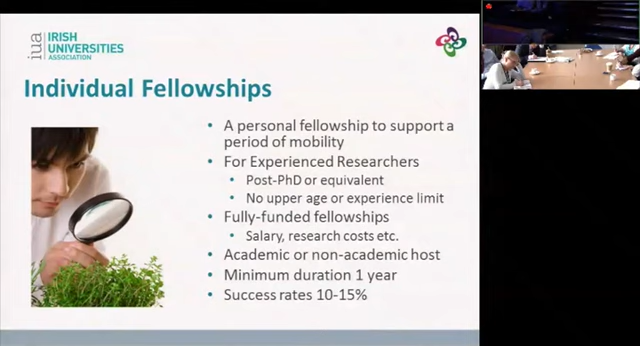 iua
IRISH
UNIVERSITIES
ASSOCIATION
Individual Fellowships
• A personal fellowship to support a
period of mobility
• For Experienced Researchers
• Post-PhD or equivalent
• No upper age or experience limit
• Fully-funded fellowships
• Salary, research costs etc.
• Academic or non-academic host
• Minimum duration 1 year
• Success rates 10-15%